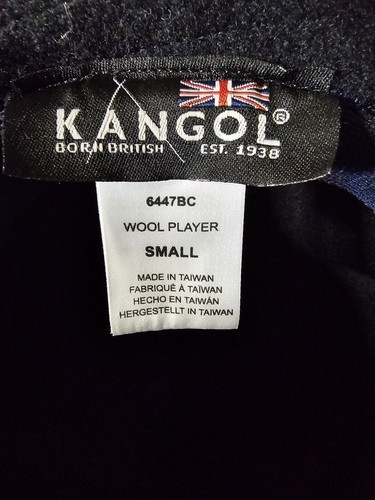 KANGOL®
BORN BRITISH EST. 1938
6447BC
WOOL PLAYER
SMALL
MADE IN TAIWAN
FABRIQUÉ À TAÏWAN
HECHO EN TAIWÁN
HERGESTELLT IN TAIWAN